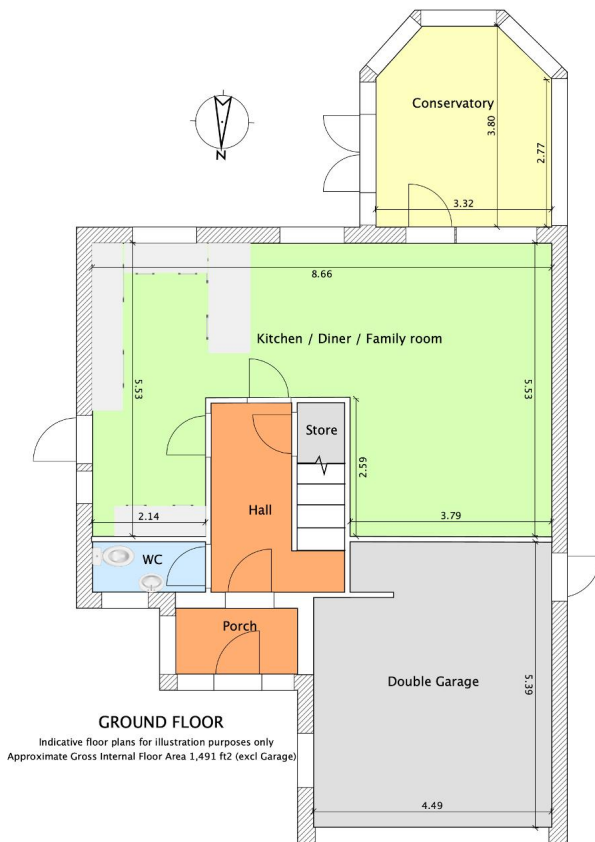 Conservatory
3.80
2.77
N
3.32
8.66
Kitchen / Diner / Family room
5.53
5.53
Store
2.59
2.14
Hall
3.79
WC
Porch
Double Garage
5.39
GROUND FLOOR
Indicative floor plans for illustration purposes only
Approximate Gross Internal Floor Area 1,491 ft2 (excl Garage)
4.49